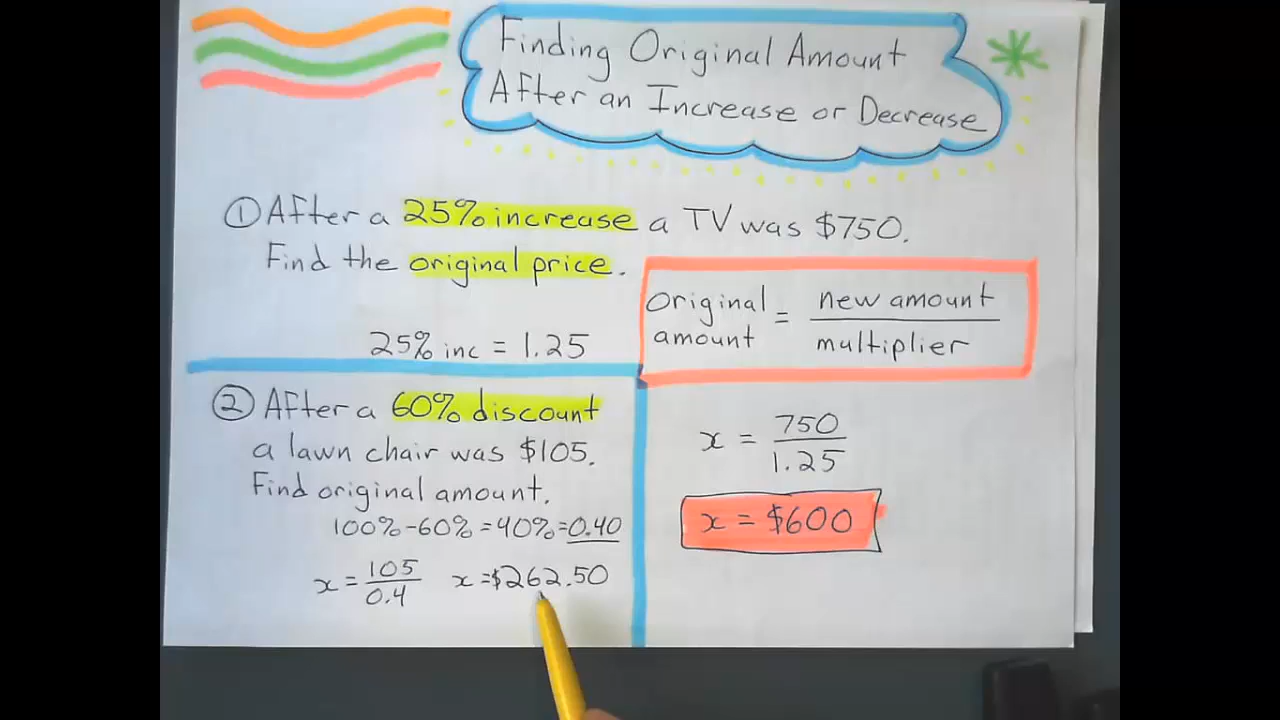 Finding Original Amount
After an Increase or Decrease
① After a 25% increase a TV was $750.
Find the original price.
25% inc = 1.25
Original amount = new amount / multiplier
x = 750 / 1.25
x = $600
② After a 60% discount
a lawn chair was $105.
Find original amount.
100% - 60% = 40% = 0.40
x = 105 / 0.4 x = $262.50